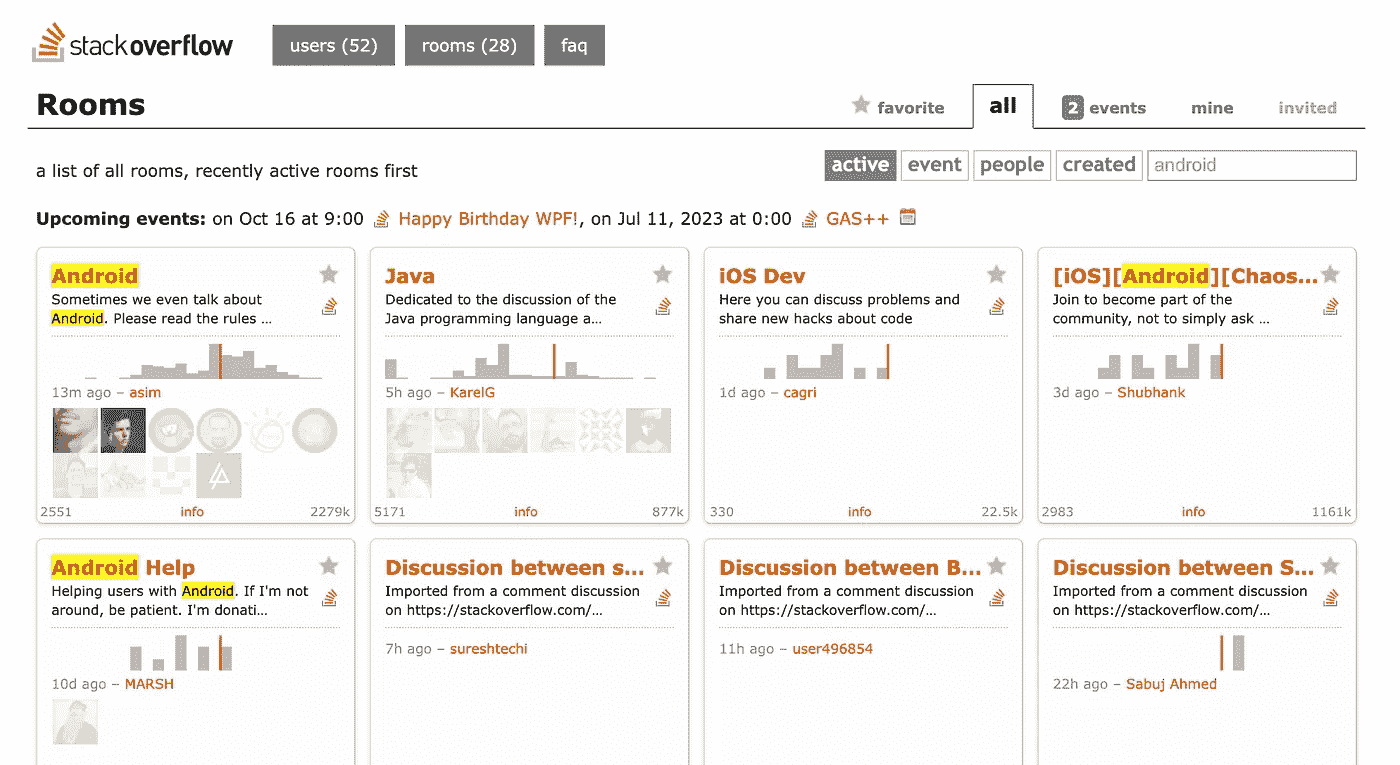 stackoverflow users (52) rooms (28) faq
Rooms favorite all 2 events mine invited
a list of all rooms, recently active rooms first active event people created android
Upcoming events: on Oct 16 at 9:00 Happy Birthday WPF!, on Jul 11, 2023 at 0:00 GAS++
Android
Sometimes we even talk about
Android. Please read the rules ...
13m ago – asim
2551 info 2279k
Java
Dedicated to the discussion of the
Java programming language a...
5h ago – KarelG
5171 info 877k
iOS Dev
Here you can discuss problems and
share new hacks about code
1d ago – cagri
330 info 22.5k
[iOS][Android][Chaos...
Join to become part of the
community, not to simply ask ...
3d ago – Shubhank
2983 info 1161k
Android Help
Helping users with Android. If I'm not
around, be patient. I'm donati...
10d ago – MARSH
Discussion between s...
Imported from a comment discussion
on https://stackoverflow.com/...
7h ago – sureshtechi
Discussion between B...
Imported from a comment discussion
on https://stackoverflow.com/...
11h ago – user496854
Discussion between S...
Imported from a comment discussion
on https://stackoverflow.com/...
22h ago – Sabuj Ahmed